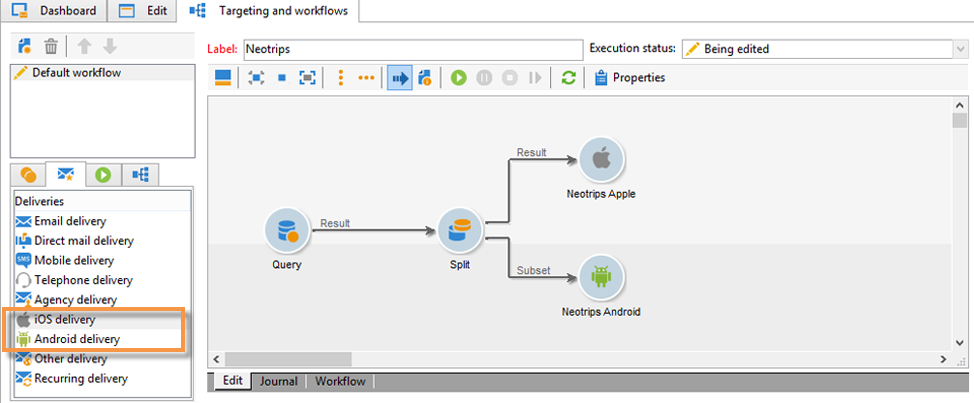 Dashboard Edit Targeting and workflows
Label: Neotrips Execution status: Being edited
Default workflow
Properties
Result
Neotrips Apple
Result
Query
Split
Subset
Neotrips Android
Deliveries
Email delivery
Direct mail delivery
SMS Mobile delivery
Telephone delivery
Agency delivery
iOS delivery
Android delivery
Other delivery
Recurring delivery
Edit Journal Workflow